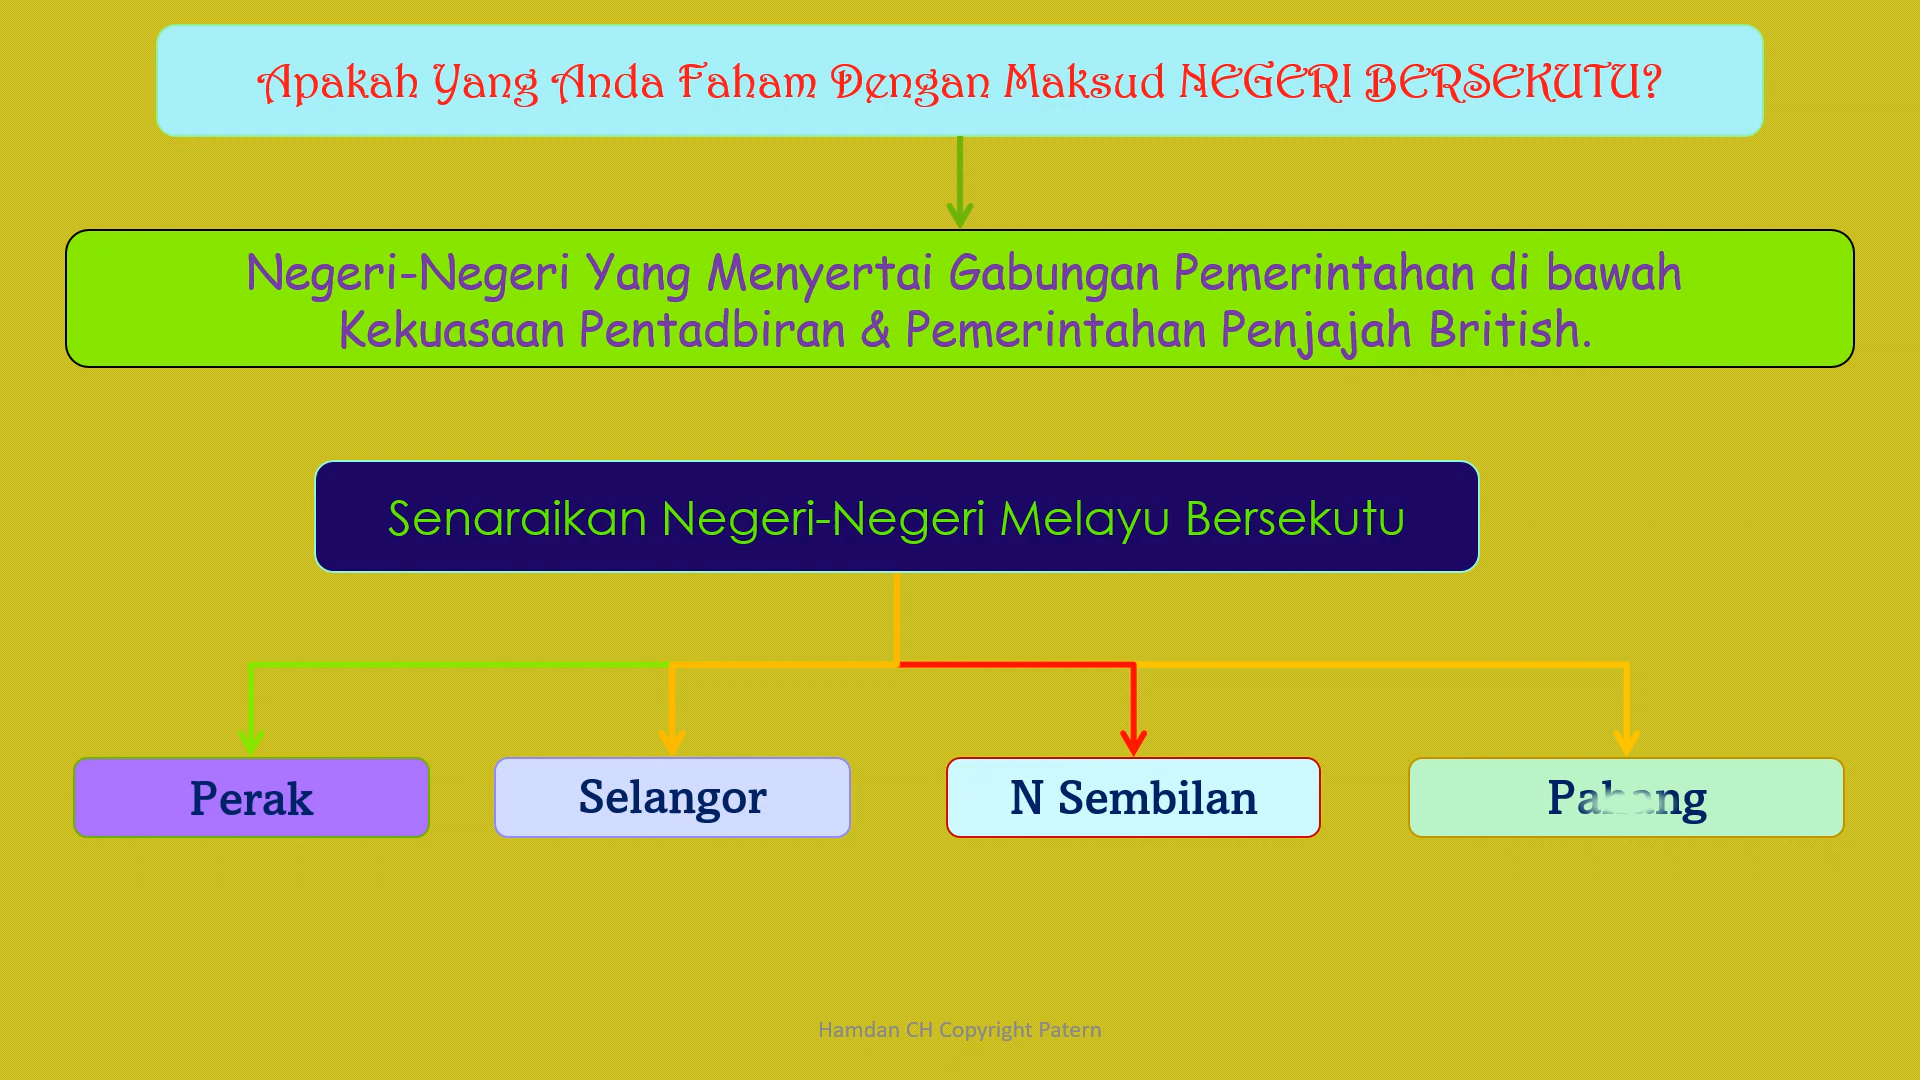 Apakah Yang Anda Faham Dengan Maksud NEGERI BERSEKUTU?
Negeri-Negeri Yang Menyertai Gabungan Pemerintahan di bawah
Kekuasaan Pentadbiran & Pemerintahan Penjajah British.
Senaraikan Negeri-Negeri Melayu Bersekutu
Perak
Selangor
N Sembilan
Pahang
Hamdan CH Copyright Patern